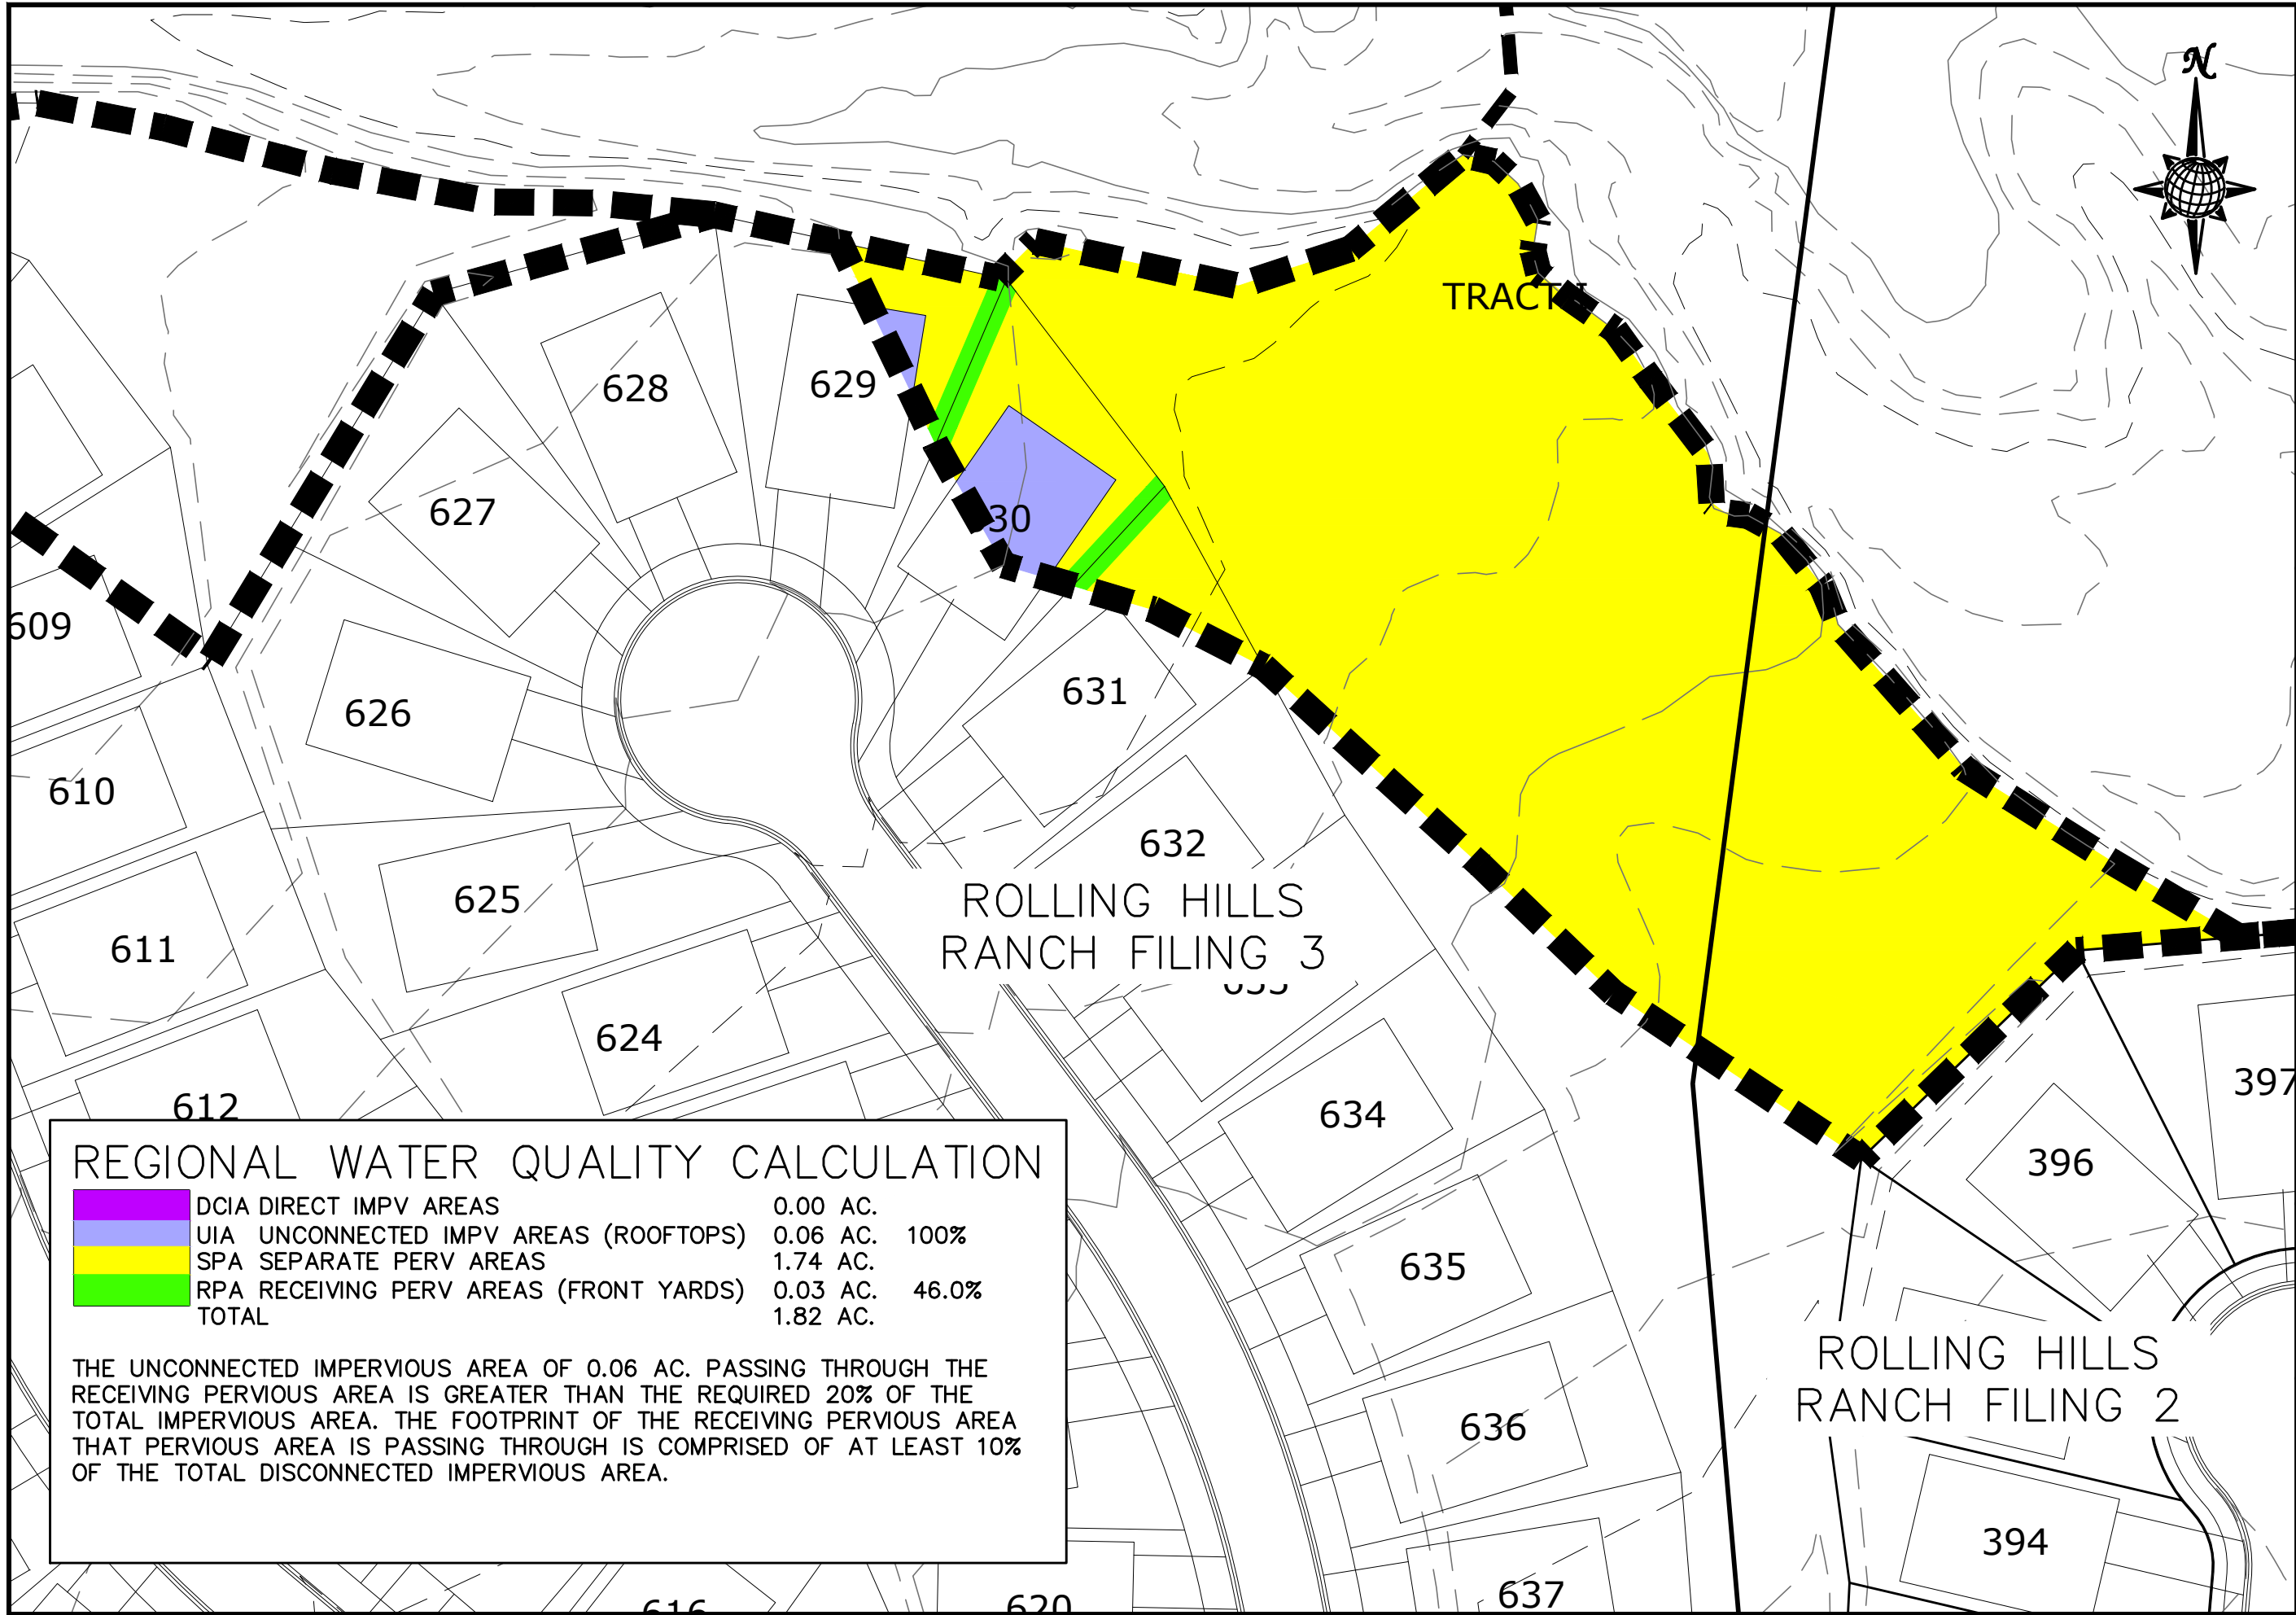 N
TRACT
628
629
627
30
609
631
626
610
632
625
ROLLING HILLS
RANCH FILING 3
611
624
612
634
397
396
635
636
ROLLING HILLS
RANCH FILING 2
394
637
616
620
REGIONAL WATER QUALITY CALCULATION
DCIA DIRECT IMPV AREAS 0.00 AC.
UIA UNCONNECTED IMPV AREAS (ROOFTOPS) 0.06 AC. 100%
SPA SEPARATE PERV AREAS 1.74 AC.
RPA RECEIVING PERV AREAS (FRONT YARDS) 0.03 AC. 46.0%
TOTAL 1.82 AC.
THE UNCONNECTED IMPERVIOUS AREA OF 0.06 AC. PASSING THROUGH THE
RECEIVING PERVIOUS AREA IS GREATER THAN THE REQUIRED 20% OF THE
TOTAL IMPERVIOUS AREA. THE FOOTPRINT OF THE RECEIVING PERVIOUS AREA
THAT PERVIOUS AREA IS PASSING THROUGH IS COMPRISED OF AT LEAST 10%
OF THE TOTAL DISCONNECTED IMPERVIOUS AREA.